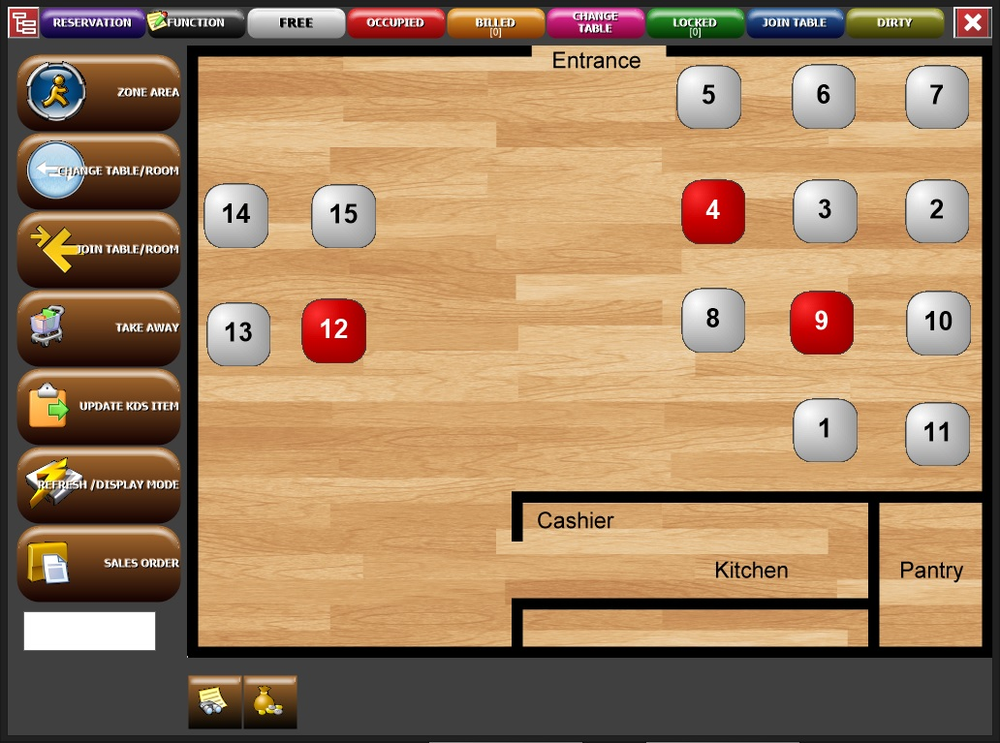 RESERVATION
FUNCTION
FREE
OCCUPIED
BILLED
[0]
CHANGE
TABLE
LOCKED
[0]
JOIN TABLE
DIRTY
ZONE AREA
CHANGE TABLE/ROOM
JOIN TABLE/ROOM
TAKE AWAY
UPDATE KDS ITEM
REFRESH /DISPLAY MODE
SALES ORDER
Entrance
5
6
7
14
15
4
3
2
13
12
8
9
10
1
11
Cashier
Kitchen
Pantry